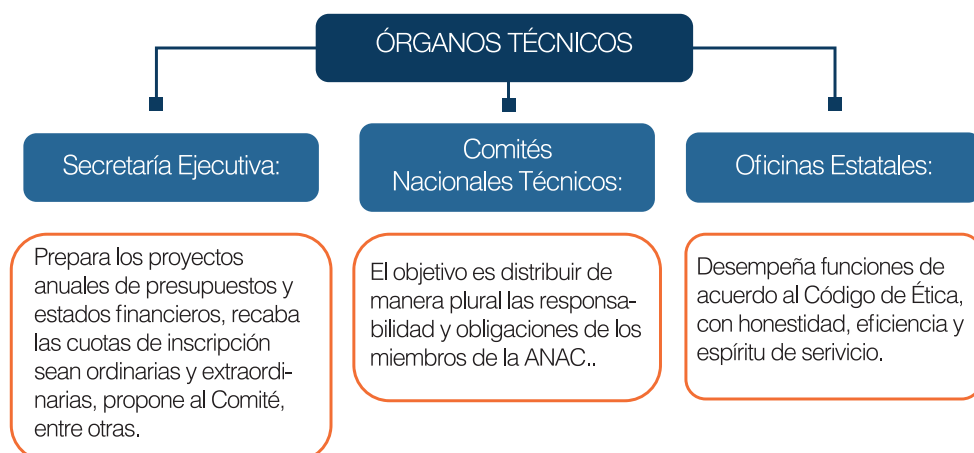 ÓRGANOS TÉCNICOS
Secretaría Ejecutiva:
Prepara los proyectos
anuales de presupuestos y
estados financieros, recaba
las cuotas de inscripción
sean ordinarias y extraordi-
narias, propone al Comité,
entre otras.
Comités
Nacionales Técnicos:
El objetivo es distribuir de
manera plural las responsa-
bilidad y obligaciones de los
miembros de la ANAC..
Oficinas Estatales:
Desempeña funciones de
acuerdo al Código de Ética,
con honestidad, eficiencia y
espíritu de serivicio.